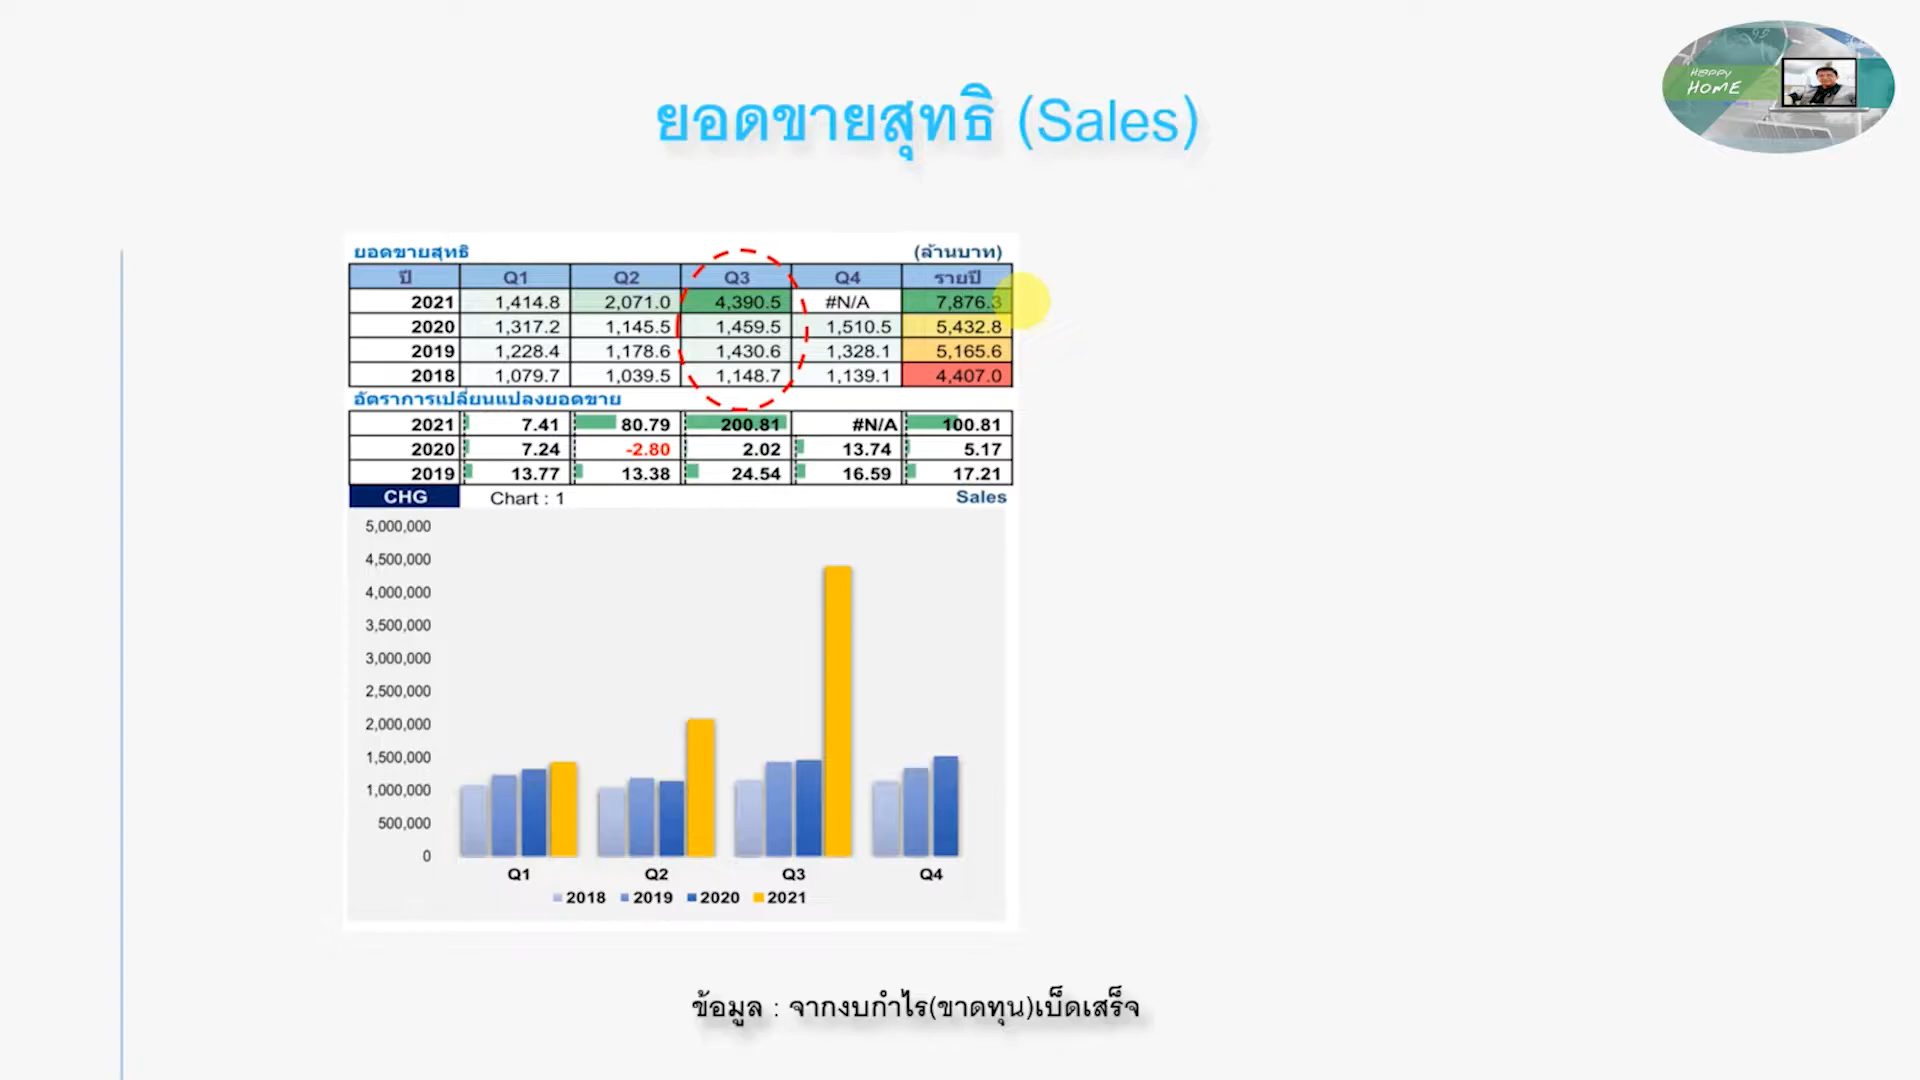 Happy
HOME
ยอดขายสุทธิ (Sales)
ยอดขายสุทธิ (ล้านบาท)
ปี Q1 Q2 Q3 Q4 รายปี
2021 1,414.8 2,071.0 4,390.5 #N/A 7,876.3
2020 1,317.2 1,145.5 1,459.5 1,510.5 5,432.8
2019 1,228.4 1,178.6 1,430.6 1,328.1 5,165.6
2018 1,079.7 1,039.5 1,148.7 1,139.1 4,407.0
อัตราการเปลี่ยนแปลงยอดขาย
2021 7.41 80.79 200.81 #N/A 100.81
2020 7.24 -2.80 2.02 13.74 5.17
2019 13.77 13.38 24.54 16.59 17.21
CHG Chart : 1 Sales
5,000,000
4,500,000
4,000,000
3,500,000
3,000,000
2,500,000
2,000,000
1,500,000
1,000,000
500,000
0
Q1 Q2 Q3 Q4
2018 2019 2020 2021
ข้อมูล : จากงบกำไร(ขาดทุน)เบ็ดเสร็จ